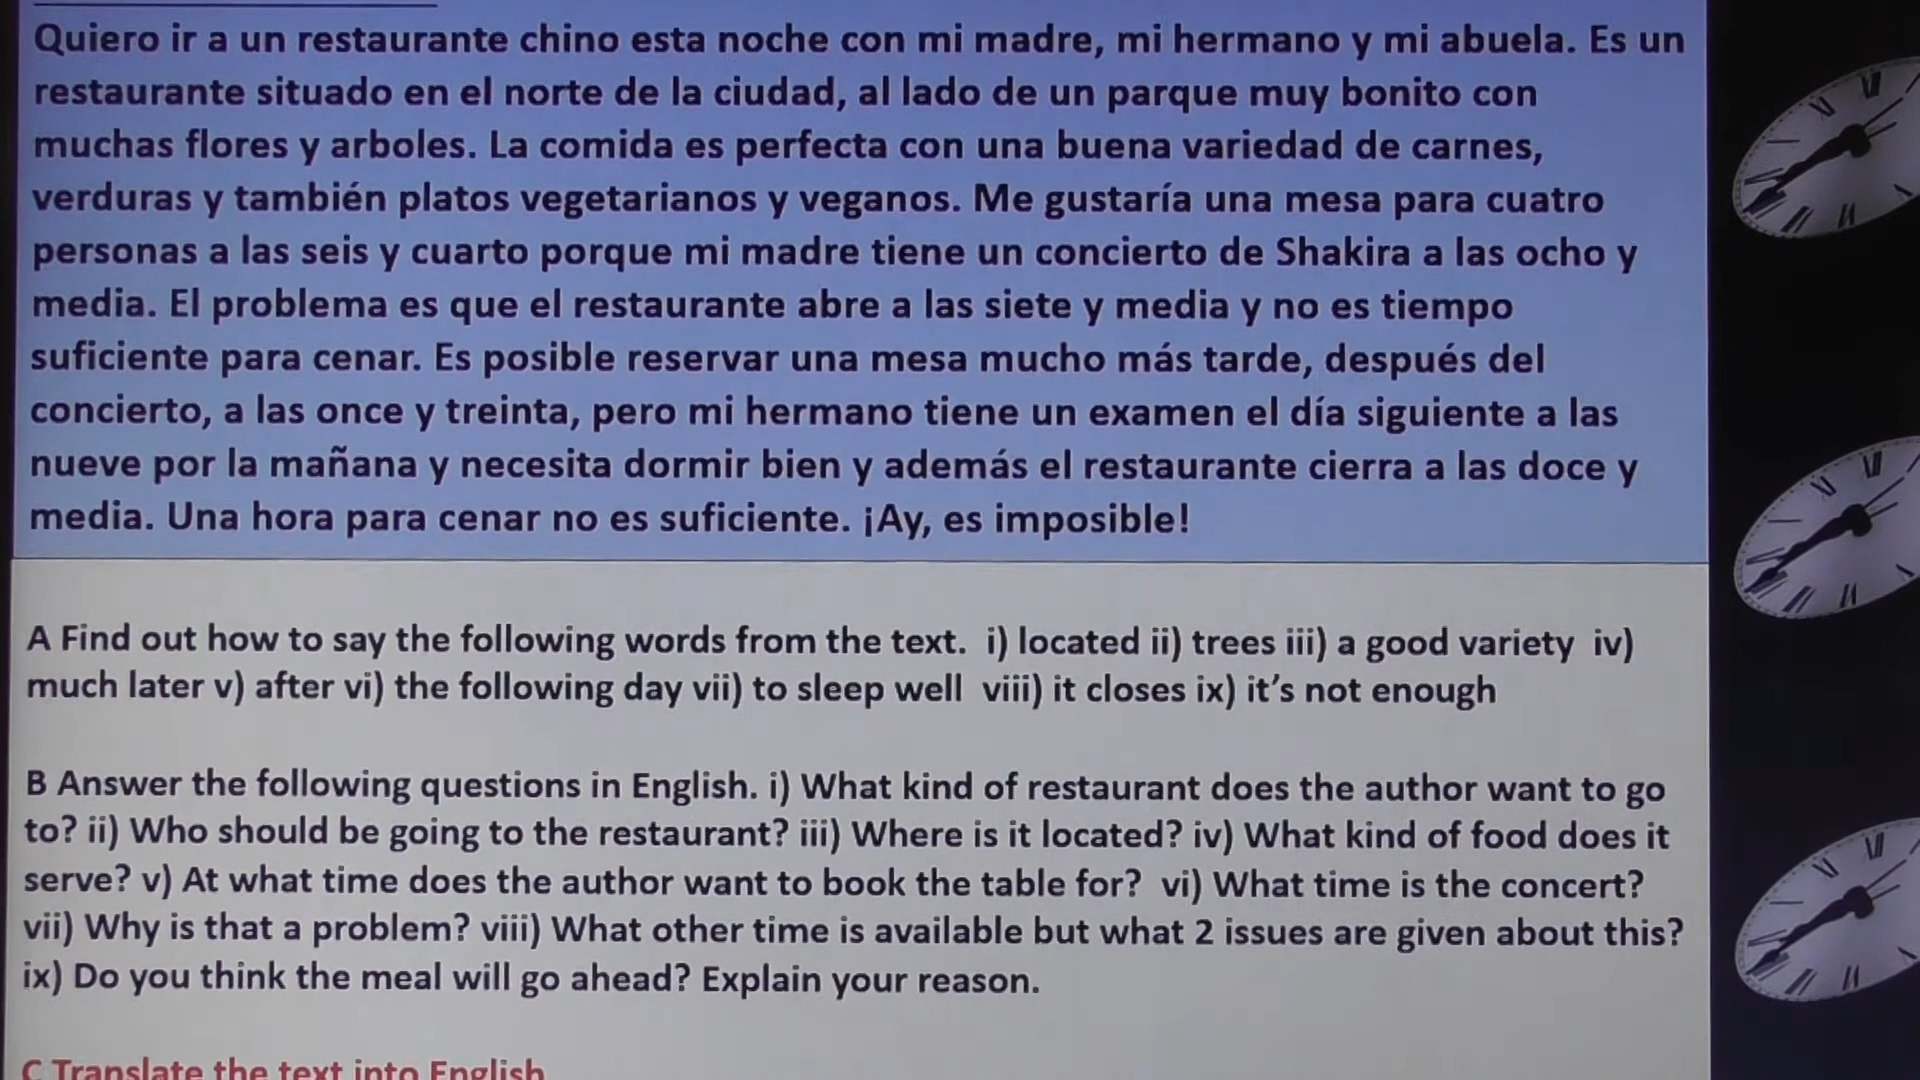 Quiero ir a un restaurante chino esta noche con mi madre, mi hermano y mi abuela. Es un
restaurante situado en el norte de la ciudad, al lado de un parque muy bonito con
muchas flores y arboles. La comida es perfecta con una buena variedad de carnes,
verduras y también platos vegetarianos y veganos. Me gustaría una mesa para cuatro
personas a las seis y cuarto porque mi madre tiene un concierto de Shakira a las ocho y
media. El problema es que el restaurante abre a las siete y media y no es tiempo
suficiente para cenar. Es posible reservar una mesa mucho más tarde, después del
concierto, a las once y treinta, pero mi hermano tiene un examen el día siguiente a las
nueve por la mañana y necesita dormir bien y además el restaurante cierra a las doce y
media. Una hora para cenar no es suficiente. ¡Ay, es imposible!
A Find out how to say the following words from the text. i) located ii) trees iii) a good variety iv)
much later v) after vi) the following day vii) to sleep well viii) it closes ix) it’s not enough
B Answer the following questions in English. i) What kind of restaurant does the author want to go
to? ii) Who should be going to the restaurant? iii) Where is it located? iv) What kind of food does it
serve? v) At what time does the author want to book the table for? vi) What time is the concert?
vii) Why is that a problem? viii) What other time is available but what 2 issues are given about this?
ix) Do you think the meal will go ahead? Explain your reason.
C Translate the text into English